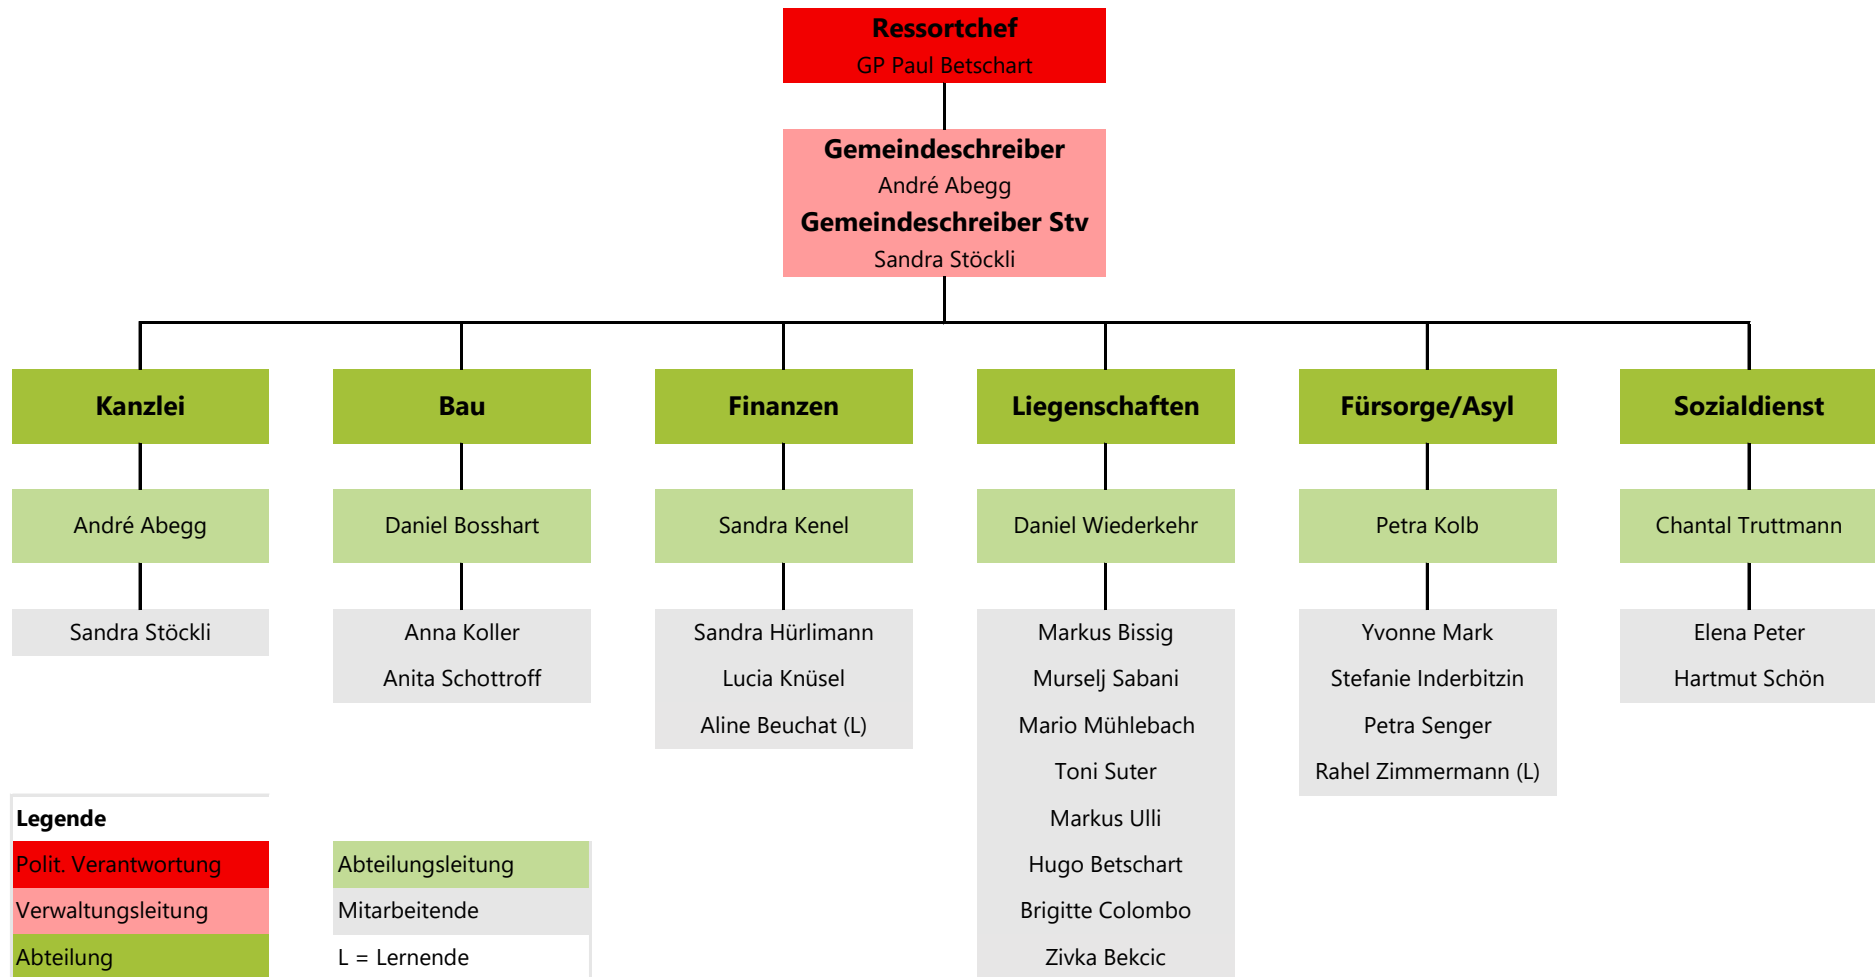 Ressortchef
GP Paul Betschart
Gemeindeschreiber
André Abegg
Gemeindeschreiber Stv
Sandra Stöckli
Kanzlei
Bau
Finanzen
Liegenschaften
Fürsorge/Asyl
Sozialdienst
André Abegg
Daniel Bosshart
Sandra Kenel
Daniel Wiederkehr
Petra Kolb
Chantal Truttmann
Sandra Stöckli
Anna Koller
Anita Schottroff
Sandra Hürlimann
Lucia Knüsel
Aline Beuchat (L)
Markus Bissig
Murselj Sabani
Mario Mühlebach
Toni Suter
Markus Ulli
Hugo Betschart
Brigitte Colombo
Zivka Bekcic
Yvonne Mark
Stefanie Inderbitzin
Petra Senger
Rahel Zimmermann (L)
Elena Peter
Hartmut Schön
Legende
Polit. Verantwortung
Verwaltungsleitung
Abteilung
Abteilungsleitung
Mitarbeitende
L = Lernende